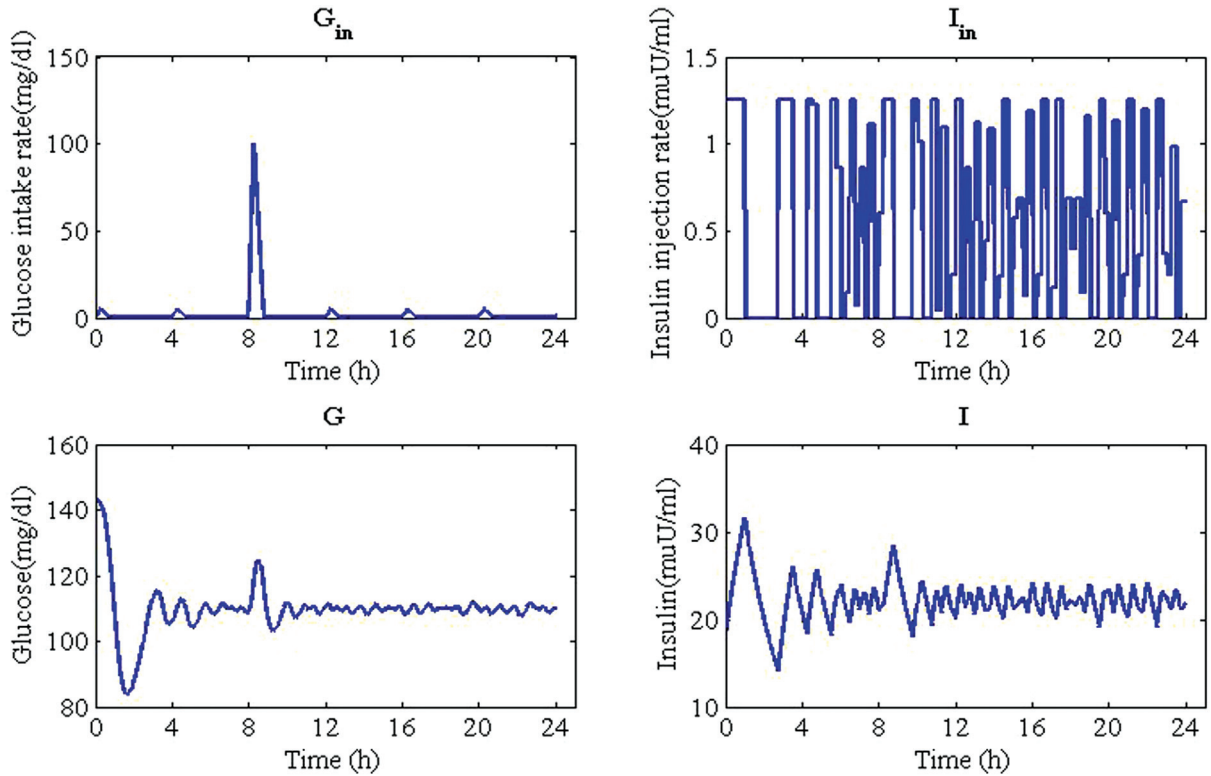 G_in
Glucose intake rate(mg/dl)
150
100
50
0
0 4 8 12 16 20 24
Time (h)
I_in
Insulin injection rate(muU/ml)
1.5
1
0.5
0
0 4 8 12 16 20 24
Time (h)
G
Glucose(mg/dl)
160
140
120
100
80
0 4 8 12 16 20 24
Time (h)
I
Insulin(muU/ml)
40
30
20
10
0 4 8 12 16 20 24
Time (h)